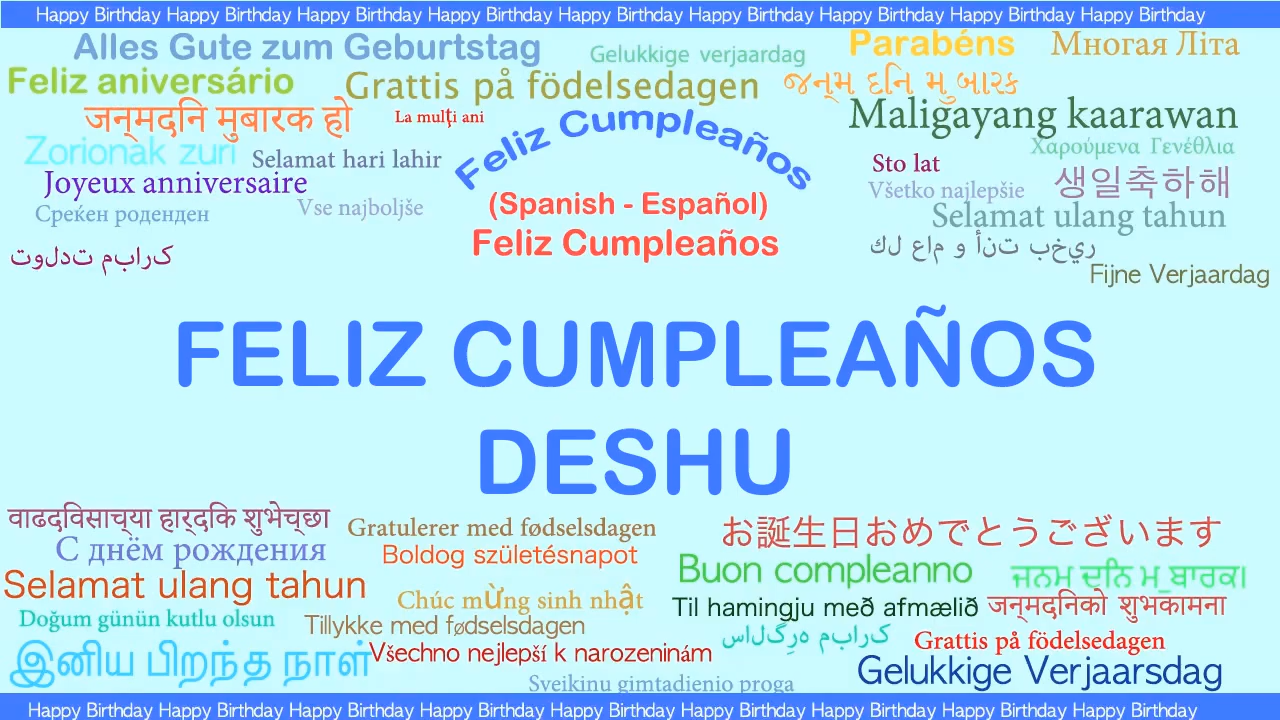 Happy Birthday Happy Birthday Happy Birthday Happy Birthday Happy Birthday Happy Birthday Happy Birthday Happy Birthday Happy Birthday
Alles Gute zum Geburtstag
Gelukkige verjaardag
Parabéns
Многая Літа
Feliz aniversário
Grattis på födelsedagen
જન્મ દિન મુબારક
जन्मदिन मुबारक हो
La mulţi ani
Feliz Cumpleaños
Maligayang kaarawan
Zorionak zuri
Selamat hari lahir
Χαρούμενα Γενέθλια
Sto lat
Joyeux anniversaire
(Spanish - Español)
Všetko najlepšie
생일축하해
Среќен роденден
Vse najboljše
Selamat ulang tahun
Feliz Cumpleaños
تولدت مبارک
كل عام و أنت بخير
Fijne Verjaardag
FELIZ CUMPLEAÑOS
DESHU
वाढदिवसाच्या हार्दिक शुभेच्छा
Gratulerer med fødselsdagen
お誕生日おめでとうございます
С днём рождения
Boldog születésnapot
Buon compleanno
ਜਨਮ ਦਿਨ ਮੁਬਾਰਕ।
Selamat ulang tahun
Chúc mừng sinh nhật
Til hamingju með afmælið
जन्मदिनको शुभकामना
Doğum günün kutlu olsun
Tillykke med fødselsdagen
سالگرہ مبارک
Grattis på födelsedagen
இனிய பிறந்த நாள்
Všechno nejlepší k narozeninám
Gelukkige Verjaarsdag
Sveikinu gimtadienio proga
Happy Birthday Happy Birthday Happy Birthday Happy Birthday Happy Birthday Happy Birthday Happy Birthday Happy Birthday Happy Birthday